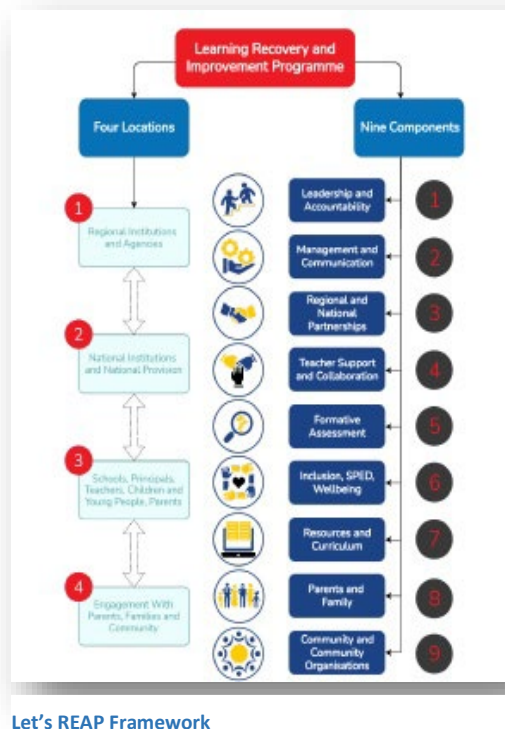 Learning Recovery and
Improvement Programme
Four Locations
Nine Components
1
Regional Institutions
and Agencies
2
National Institutions
and National Provision
3
Schools, Principals,
Teachers, Children and
Young People, Parents
4
Engagement With
Parents, Families and
Community
Leadership and
Accountability
1
Management and
Communication
2
Regional and
National
Partnerships
3
Teacher Support
and Collaboration
4
Formative
Assessment
5
Inclusion, SPED,
Wellbeing
6
Resources and
Curriculum
7
Parents and
Family
8
Community and
Community
Organisations
9
Let's REAP Framework